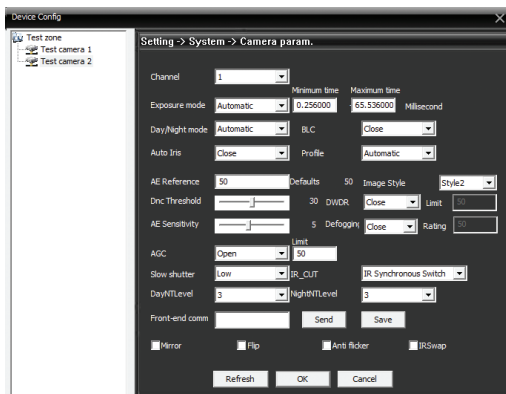 Device Config
Test zone
Test camera 1
Test camera 2
Setting -> System -> Camera param.
Channel 1
Minimum time Maximum time
Exposure mode Automatic 0.256000 65.536000 Millisecond
Day/Night mode Automatic BLC Close
Auto Iris Close Profile Automatic
AE Reference 50 Defaults 50 Image Style Style2
Dnc Threshold 30 DWDR Close Limit 50
AE Sensitivity 5 Defogging Close Rating 50
Limit
AGC Open 50
Slow shutter Low IR_CUT IR Synchronous Switch
DayNTLevel 3 NightNTLevel 3
Front-end comm Send Save
Mirror Flip Anti flicker IRSwap
Refresh OK Cancel